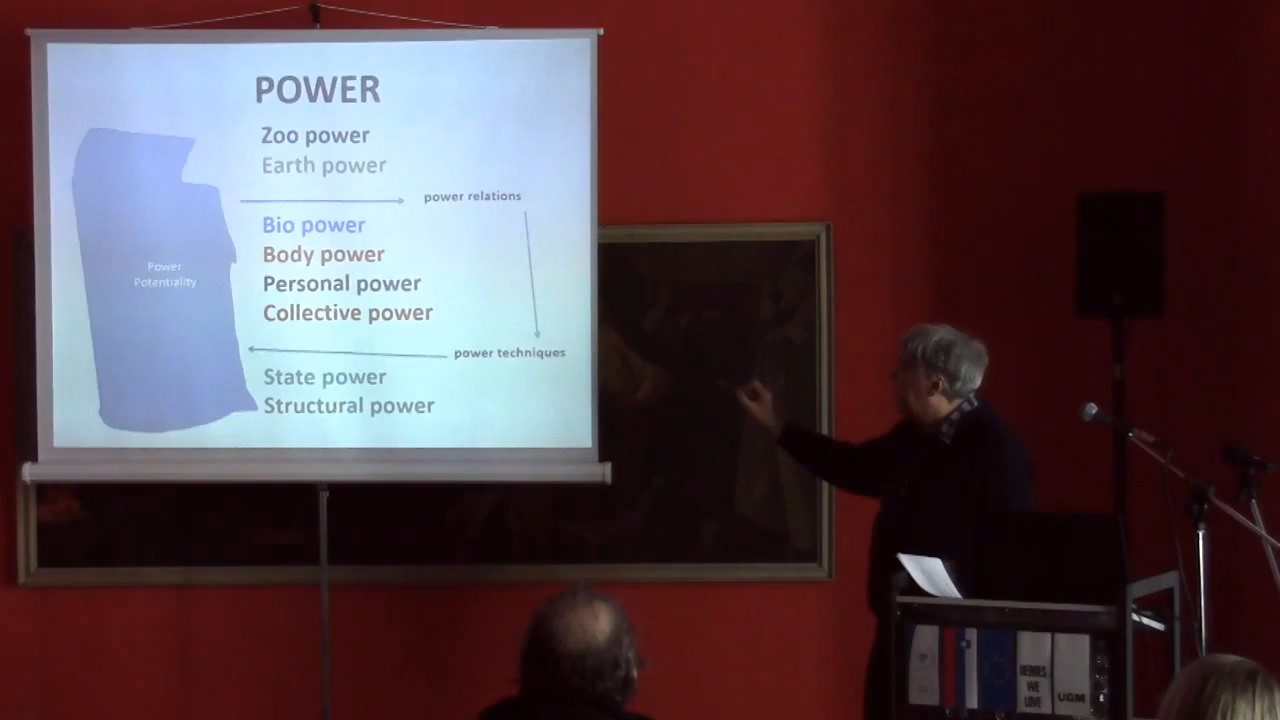 POWER
Zoo power
Earth power
power relations
Bio power
Body power
Power
Potentiality
Personal power
Collective power
power techniques
State power
Structural power
HEROES
WE
LOVE
UGM